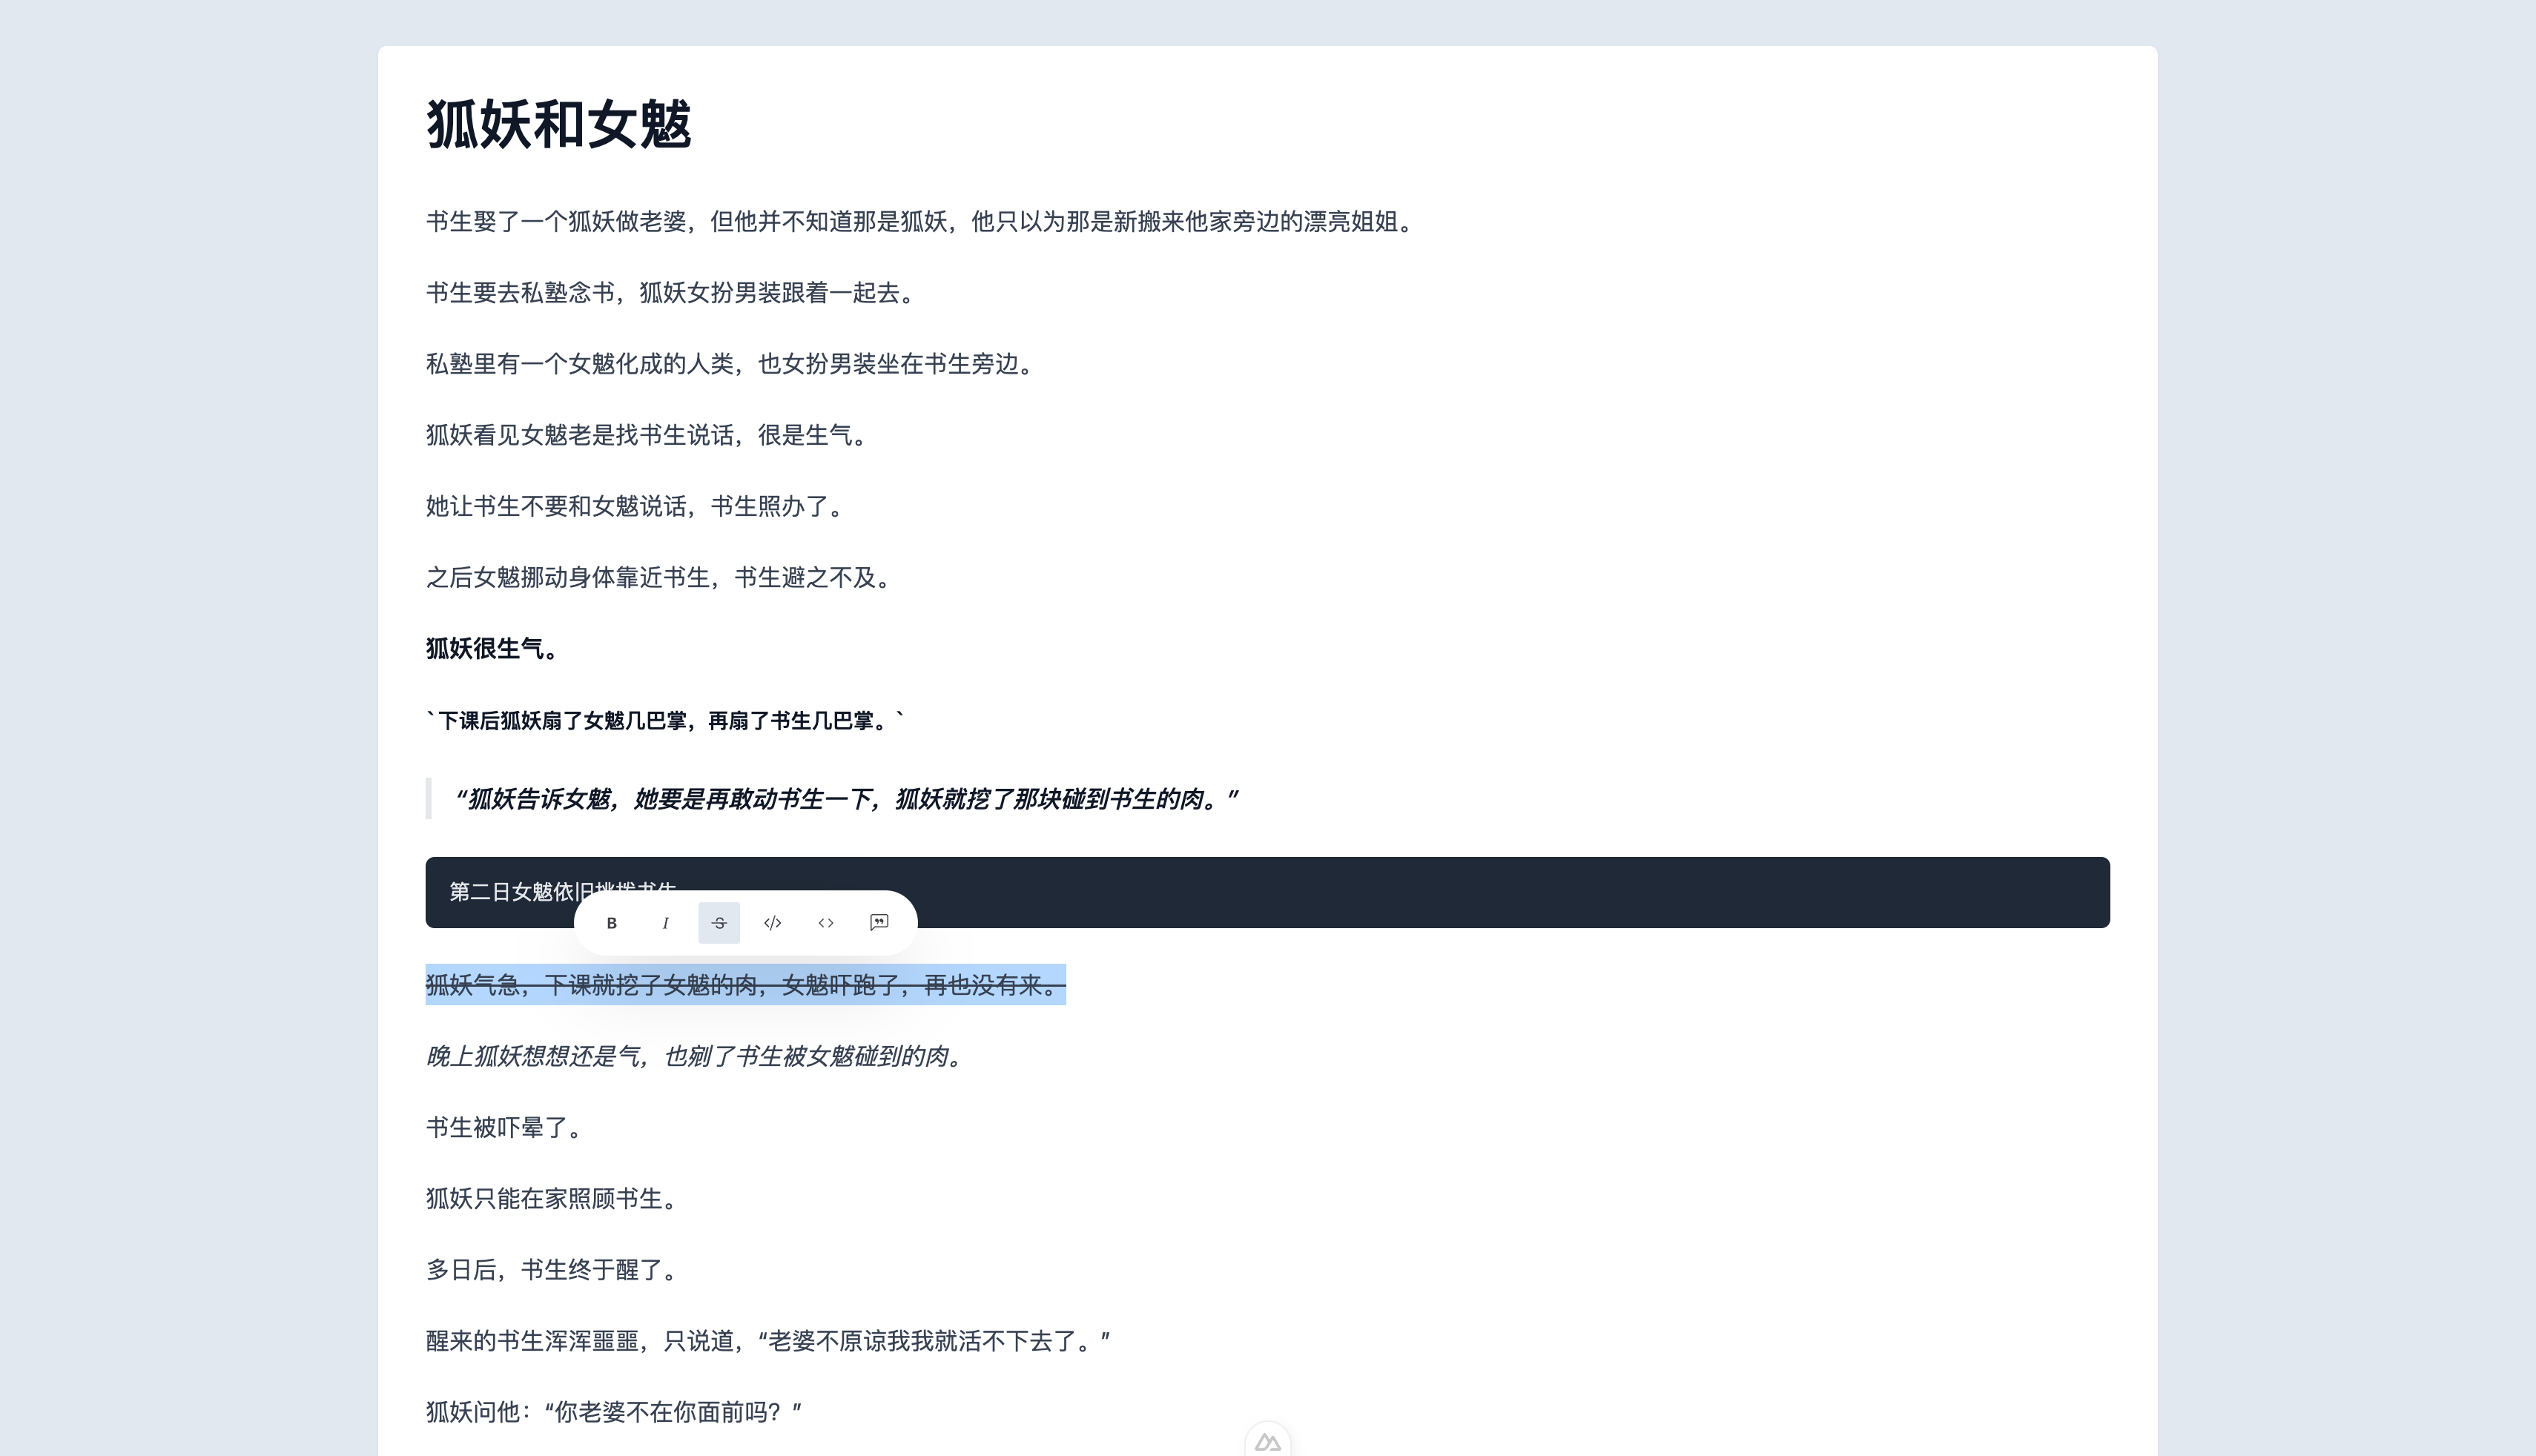 狐妖和女魃
书生娶了一个狐妖做老婆，但他并不知道那是狐妖，他只以为那是新搬来他家旁边的漂亮姐姐。
书生要去私塾念书，狐妖女扮男装跟着一起去。
私塾里有一个女魃化成的人类，也女扮男装坐在书生旁边。
狐妖看见女魃老是找书生说话，很是生气。
她让书生不要和女魃说话，书生照办了。
之后女魃挪动身体靠近书生，书生避之不及。
狐妖很生气。
`下课后狐妖扇了女魃几巴掌，再扇了书生几巴掌。`
“狐妖告诉女魃，她要是再敢动书生一下，狐妖就挖了那块碰到书生的肉。”
第二日女魃依旧挑拨书生
B I S </> <>
狐妖气急，下课就挖了女魃的肉，女魃吓跑了，再也没有来。
晚上狐妖想想还是气，也剜了书生被女魃碰到的肉。
书生被吓晕了。
狐妖只能在家照顾书生。
多日后，书生终于醒了。
醒来的书生浑浑噩噩，只说道，“老婆不原谅我我就活不下去了。”
狐妖问他：“你老婆不在你面前吗？”